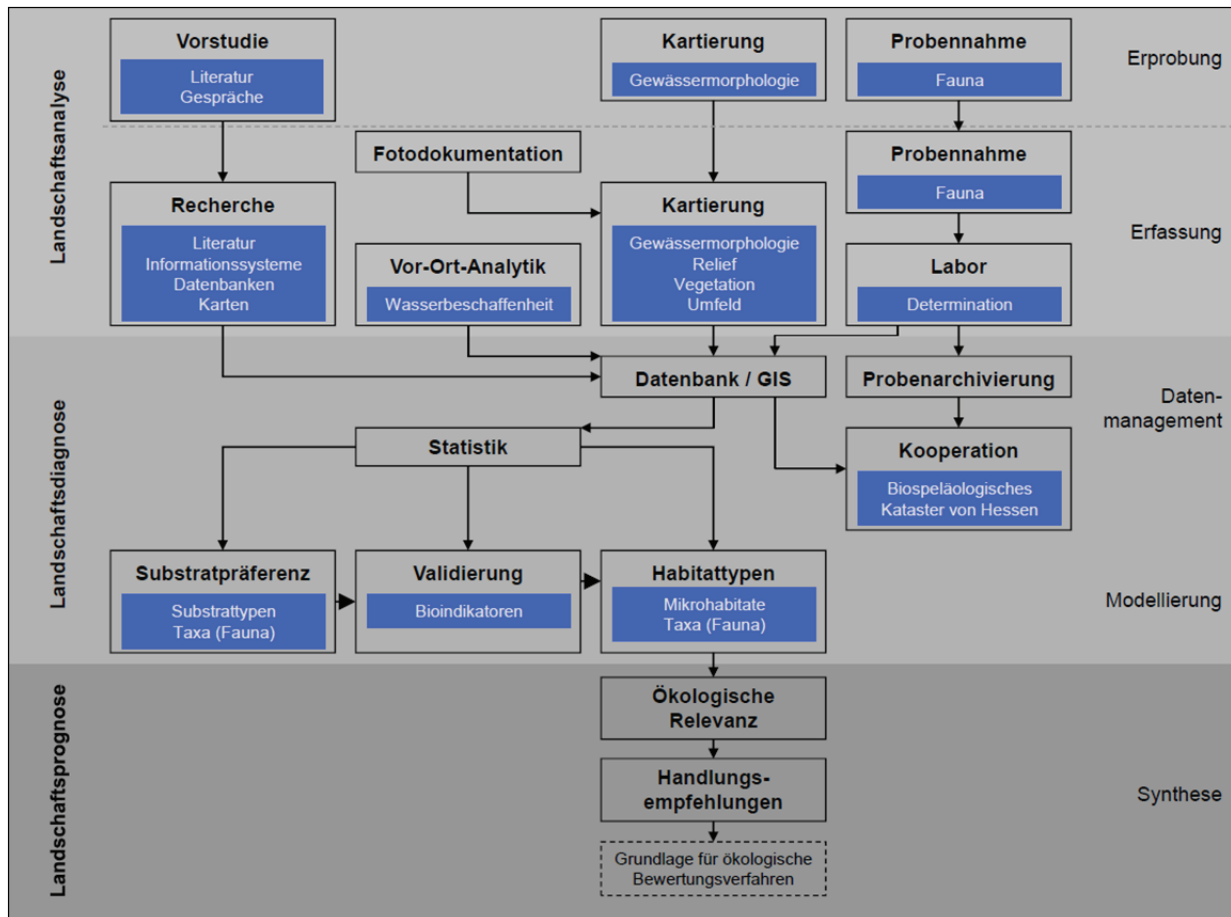 Landschaftsanalyse
Vorstudie
Literatur
Gespräche
Kartierung
Gewässermorphologie
Probennahme
Fauna
Erprobung
Fotodokumentation
Probennahme
Fauna
Recherche
Literatur
Informationssysteme
Datenbanken
Karten
Vor-Ort-Analytik
Wasserbeschaffenheit
Kartierung
Gewässermorphologie
Relief
Vegetation
Umfeld
Labor
Determination
Erfassung
Landschaftsdiagnose
Datenbank / GIS
Probenarchivierung
Daten-
management
Statistik
Kooperation
Biospeläologisches
Kataster von Hessen
Substratpräferenz
Substrattypen
Taxa (Fauna)
Validierung
Bioindikatoren
Habitattypen
Mikrohabitate
Taxa (Fauna)
Modellierung
Landschaftsprognose
Ökologische
Relevanz
Handlungs-
empfehlungen
Grundlage für ökologische
Bewertungsverfahren
Synthese